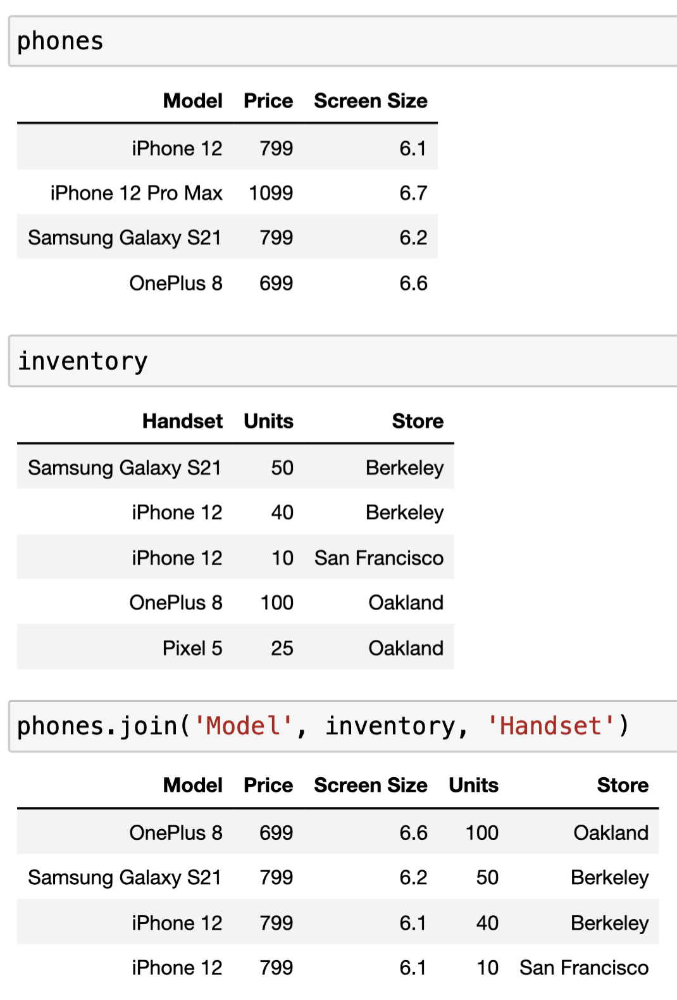 phones
Model Price Screen Size
iPhone 12 799 6.1
iPhone 12 Pro Max 1099 6.7
Samsung Galaxy S21 799 6.2
OnePlus 8 699 6.6
inventory
Handset Units Store
Samsung Galaxy S21 50 Berkeley
iPhone 12 40 Berkeley
iPhone 12 10 San Francisco
OnePlus 8 100 Oakland
Pixel 5 25 Oakland
phones.join('Model', inventory, 'Handset')
Model Price Screen Size Units Store
OnePlus 8 699 6.6 100 Oakland
Samsung Galaxy S21 799 6.2 50 Berkeley
iPhone 12 799 6.1 40 Berkeley
iPhone 12 799 6.1 10 San Francisco